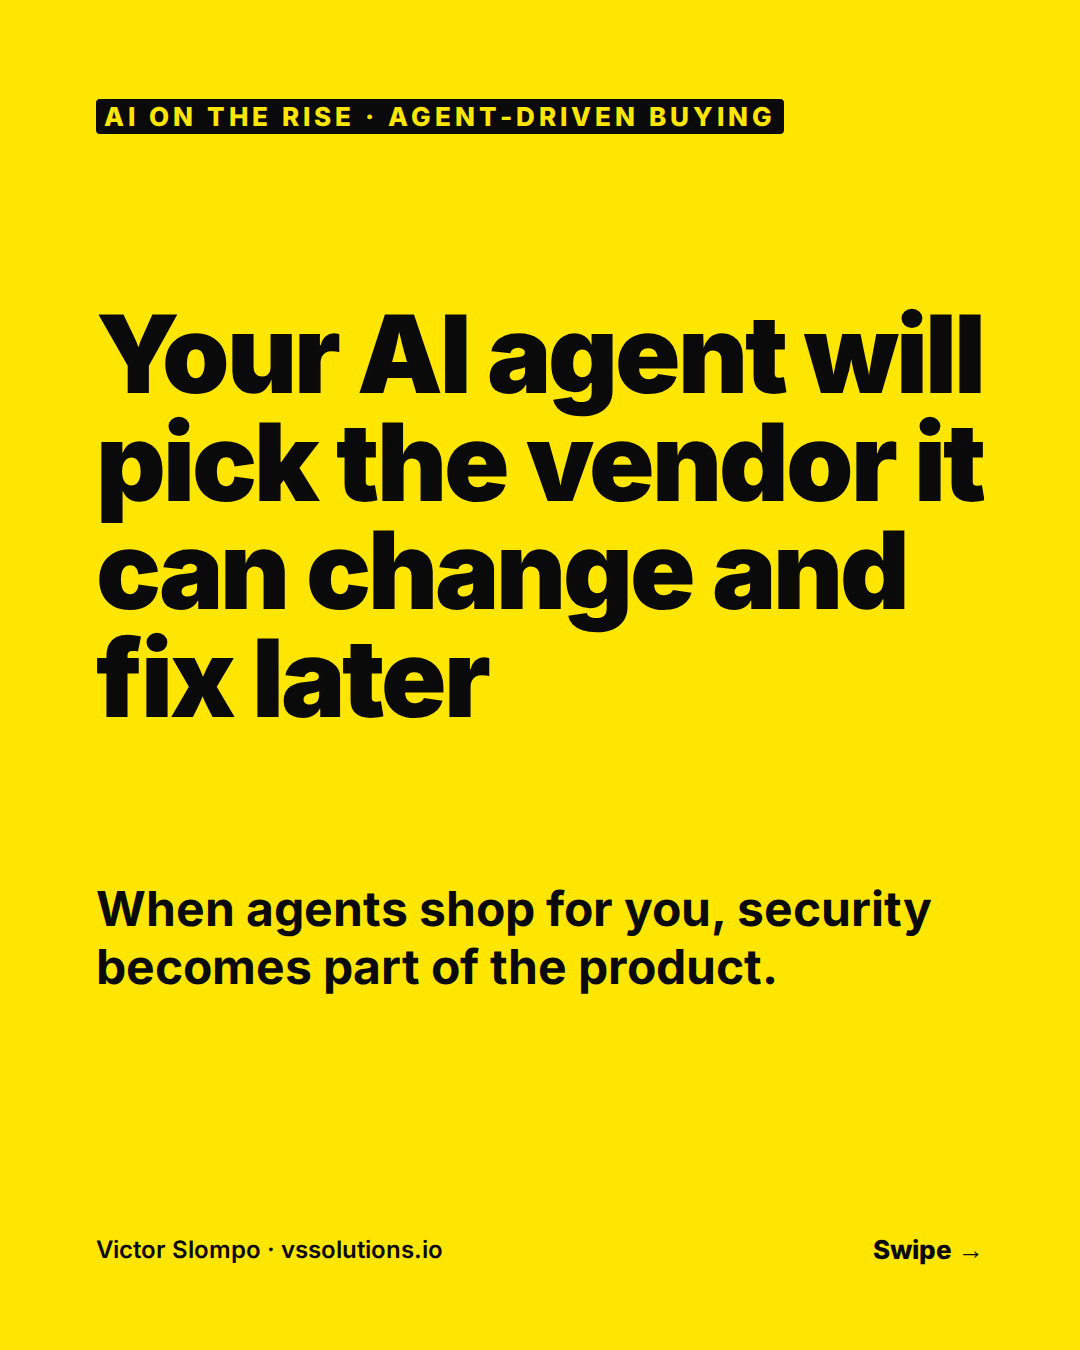 AI ON THE RISE · AGENT-DRIVEN BUYING
Your AI agent will
pick the vendor it
can change and
fix later
When agents shop for you, security
becomes part of the product.
Victor Slompo · vssolutions.io
Swipe →